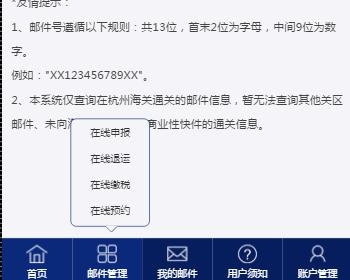 *友情提示：
1、邮件号遵循以下规则：共13位，首末2位为字母，中间9位为数
字。
例如："XX123456789XX"。
2、本系统仅查询在杭州海关通关的邮件信息，暂无法查询其他关区
邮件、未向海 商业性快件的通关信息。
在线申报
在线退运
在线缴税
在线预约
首页 邮件管理 我的邮件 用户须知 账户管理